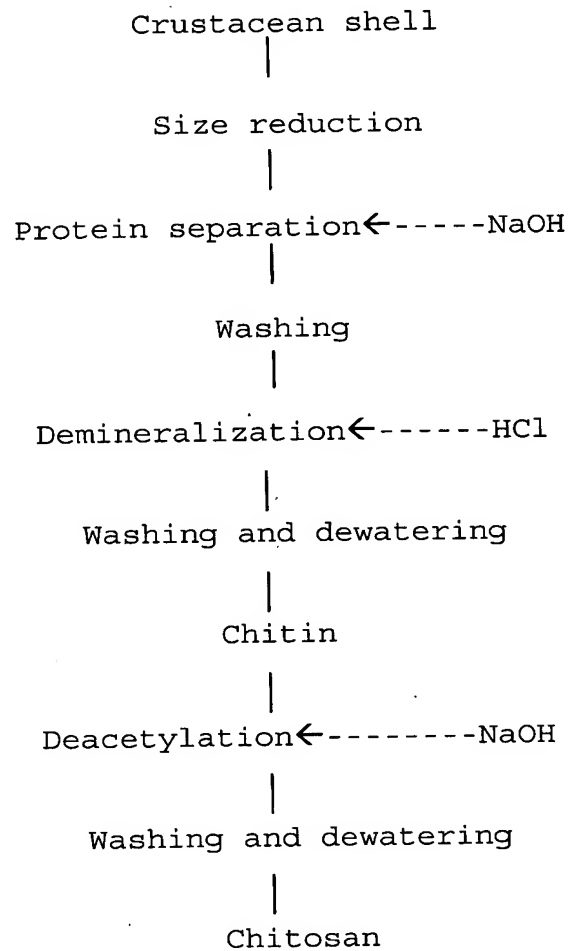 Crustacean shell
Size reduction
Protein separation←-----NaOH
Washing
Demineralization←------HCl
Washing and dewatering
Chitin
Deacetylation←--------NaOH
Washing and dewatering
Chitosan